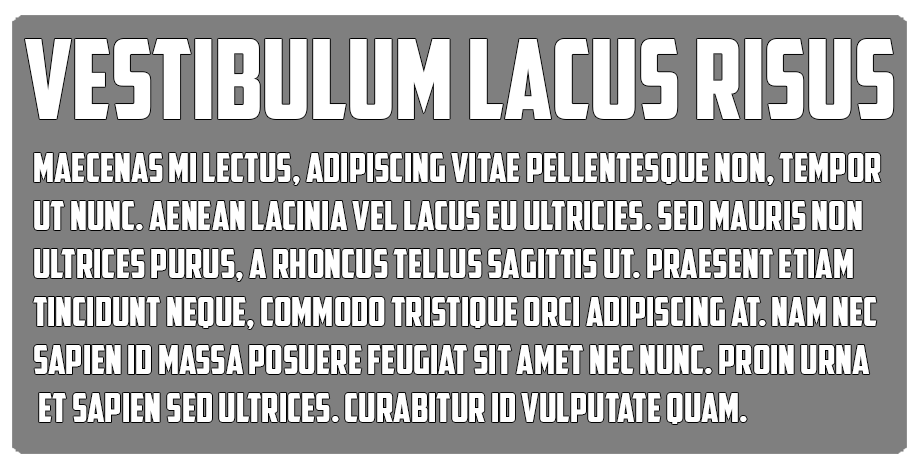 VESTIBULUM LACUS RISUS
MAECENAS MI LECTUS, ADIPISCING VITAE PELLENTESQUE NON, TEMPOR
UT NUNC. AENEAN LACINIA VEL LACUS EU ULTRICIES. SED MAURIS NON
ULTRICES PURUS, A RHONCUS TELLUS SAGITTIS UT. PRAESENT ETIAM
TINCIDUNT NEQUE, COMMODO TRISTIQUE ORCI ADIPISCING AT. NAM NEC
SAPIEN ID MASSA POSUERE FEUGIAT SIT AMET NEC NUNC. PROIN URNA
ET SAPIEN SED ULTRICES. CURABITUR ID VULPUTATE QUAM.